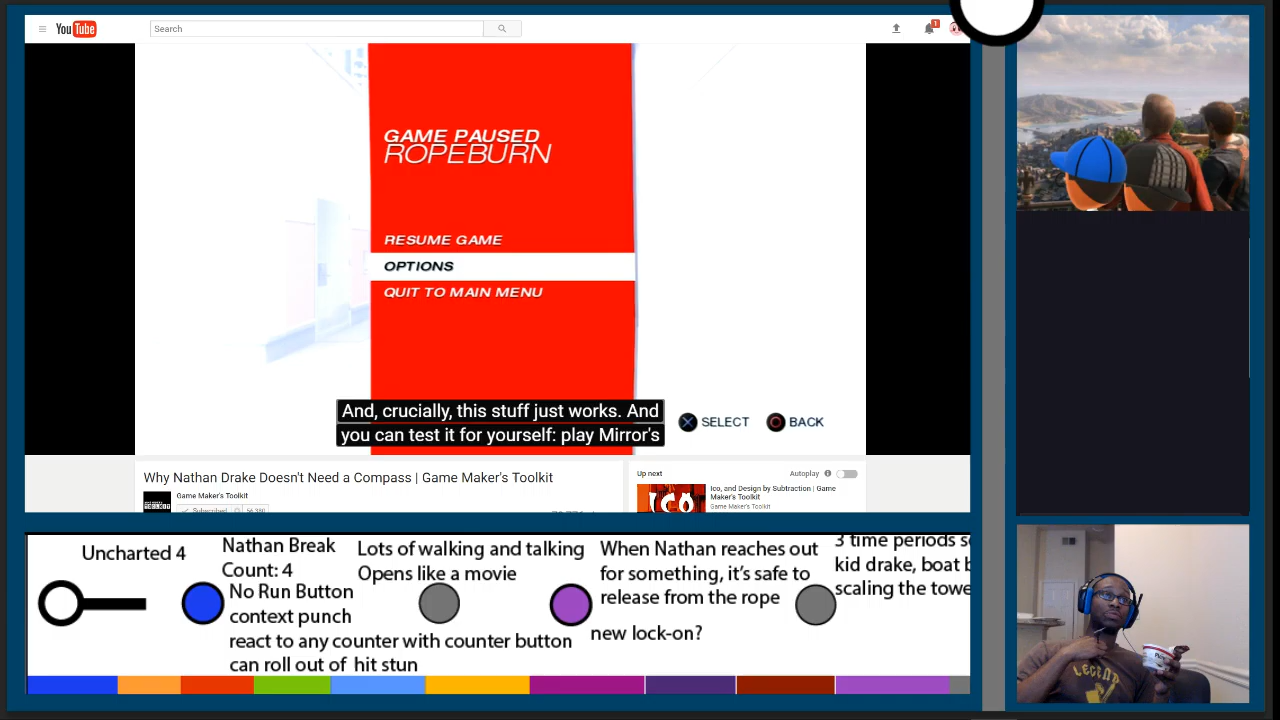 YouTube
Search
1
GAME PAUSED
ROPEBURN
RESUME GAME
OPTIONS
QUIT TO MAIN MENU
And, crucially, this stuff just works. And
you can test it for yourself: play Mirror's
SELECT
BACK
Why Nathan Drake Doesn't Need a Compass | Game Maker's Toolkit
Game Maker's Toolkit
Subscribed
56,380
Up next
Autoplay
ICO
Ico, and Design by Subtraction | Game
Maker's Toolkit
Game Maker's Toolkit
Uncharted 4
Nathan Break
Count: 4
No Run Button
context punch
react to any counter with counter button
can roll out of hit stun
Lots of walking and talking
Opens like a movie
When Nathan reaches out
for something, it's safe to
release from the rope
new lock-on?
3 time periods
kid drake, boat
scaling the
LEGEND